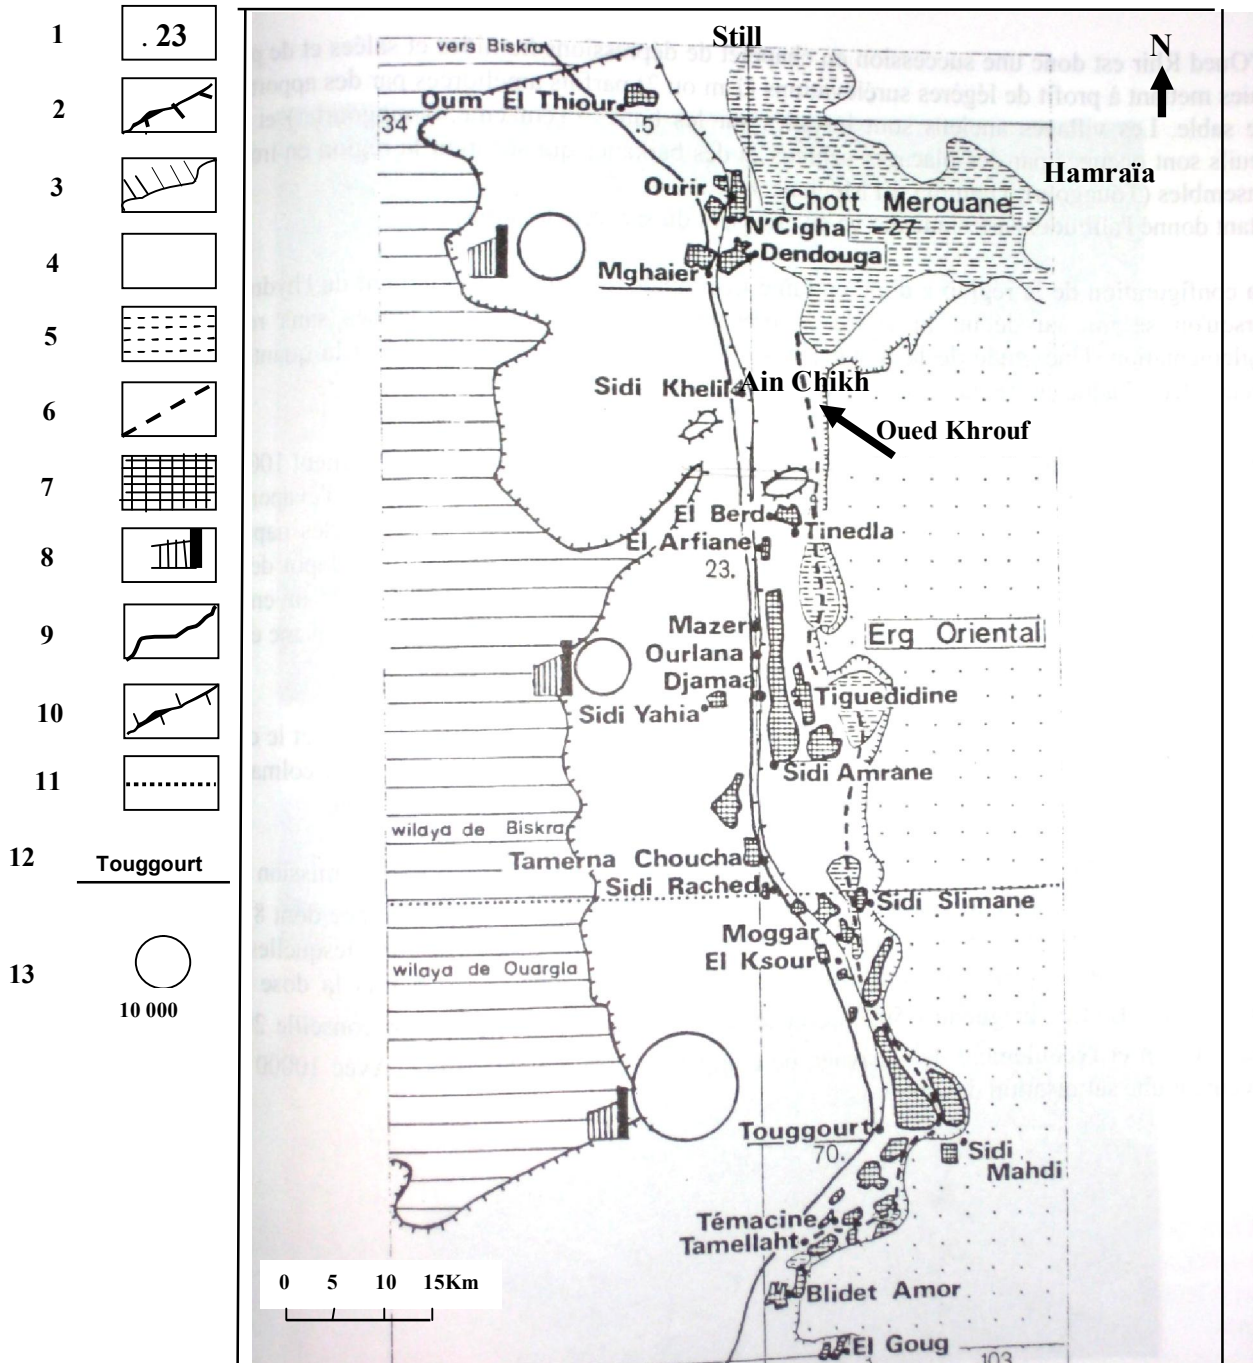 1
. 23
2
3
4
5
6
7
8
9
10
11
12
Touggourt
13
10 000
N
Still
vers Biskra
Oum El Thiour
34
.5
Hamraïa
Ourir
Chott Merouane
N'Cigha -27
Dendouga
Mghaier
Sidi Khelil
Ain Chikh
Oued Khrouf
El Berd
Tinedla
El Arfiane
23.
Erg Oriental
Mazer
Ourlana
Djamaa
Tiguedidine
Sidi Yahia
Sidi Amrane
wilaya de Biskra
Tamerna Choucha
Sidi Rached
Sidi Slimane
Moggar
El Ksour
wilaya de Ouargla
Touggourt
70.
Sidi
Mahdi
Témacine
Tamellaht
0 5 10 15Km
Blidet Amor
El Goug
103